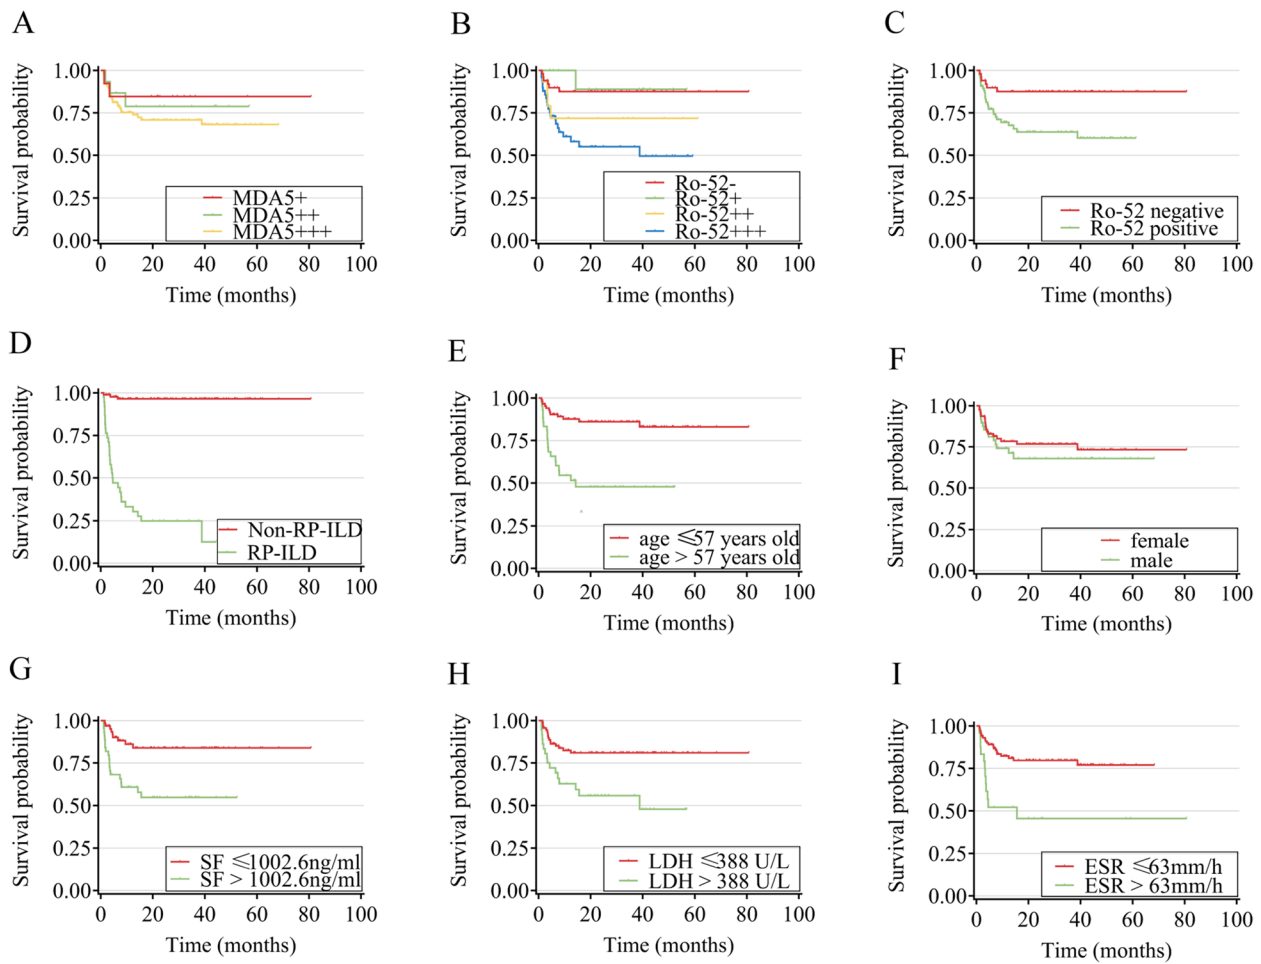 A
Survival probability
1.00
0.75
0.50
0.25
0.00
MDA5+
MDA5++
MDA5+++
0 20 40 60 80 100
Time (months)
B
Survival probability
1.00
0.75
0.50
0.25
0.00
Ro-52-
Ro-52+
Ro-52++
Ro-52+++
0 20 40 60 80 100
Time (months)
C
Survival probability
1.00
0.75
0.50
0.25
0.00
Ro-52 negative
Ro-52 positive
0 20 40 60 80 100
Time (months)
D
Survival probability
1.00
0.75
0.50
0.25
0.00
Non-RP-ILD
RP-ILD
0 20 40 60 80 100
Time (months)
E
Survival probability
1.00
0.75
0.50
0.25
0.00
age ⩽57 years old
age > 57 years old
0 20 40 60 80 100
Time (months)
F
Survival probability
1.00
0.75
0.50
0.25
0.00
female
male
0 20 40 60 80 100
Time (months)
G
Survival probability
1.00
0.75
0.50
0.25
0.00
SF ⩽1002.6ng/ml
SF > 1002.6ng/ml
0 20 40 60 80 100
Time (months)
H
Survival probability
1.00
0.75
0.50
0.25
0.00
LDH ⩽388 U/L
LDH > 388 U/L
0 20 40 60 80 100
Time (months)
I
Survival probability
1.00
0.75
0.50
0.25
0.00
ESR ⩽63mm/h
ESR > 63mm/h
0 20 40 60 80 100
Time (months)